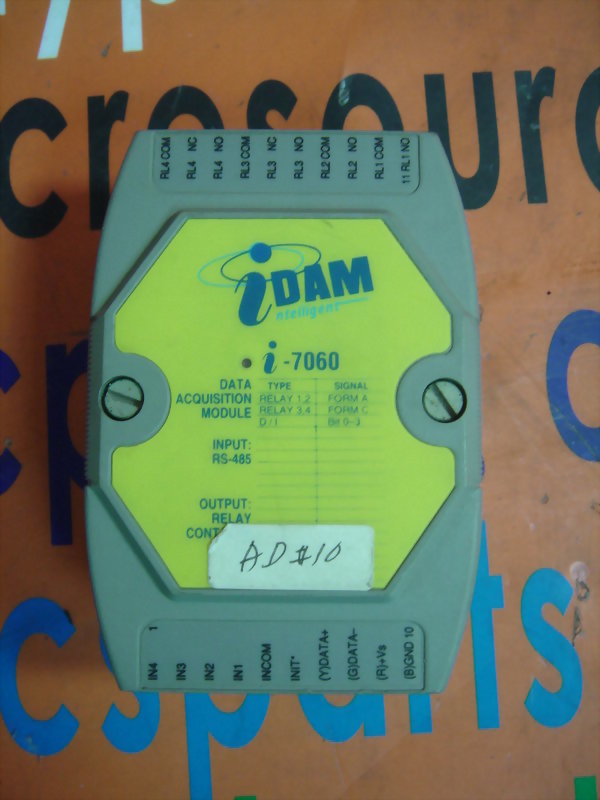 crosourc
RL4 COM
RL4 NC
RL4 NO
RL3 COM
RL3 NC
RL3 NO
RL2 COM
RL2 NO
RL1 COM
11 RL1 NO
iDAM
ntelligent
i-7060
DATA ACQUISITION MODULE
TYPE SIGNAL
RELAY 1,2 FORM A
RELAY 3,4 FORM C
D/I Bit 0~3
INPUT:
RS-485
OUTPUT:
RELAY
AD#10
IN4 1
IN3
IN2
IN1
INCOM
INIT*
(Y)DATA+
(G)DATA-
(R)+Vs
(B)GND 10
csparts